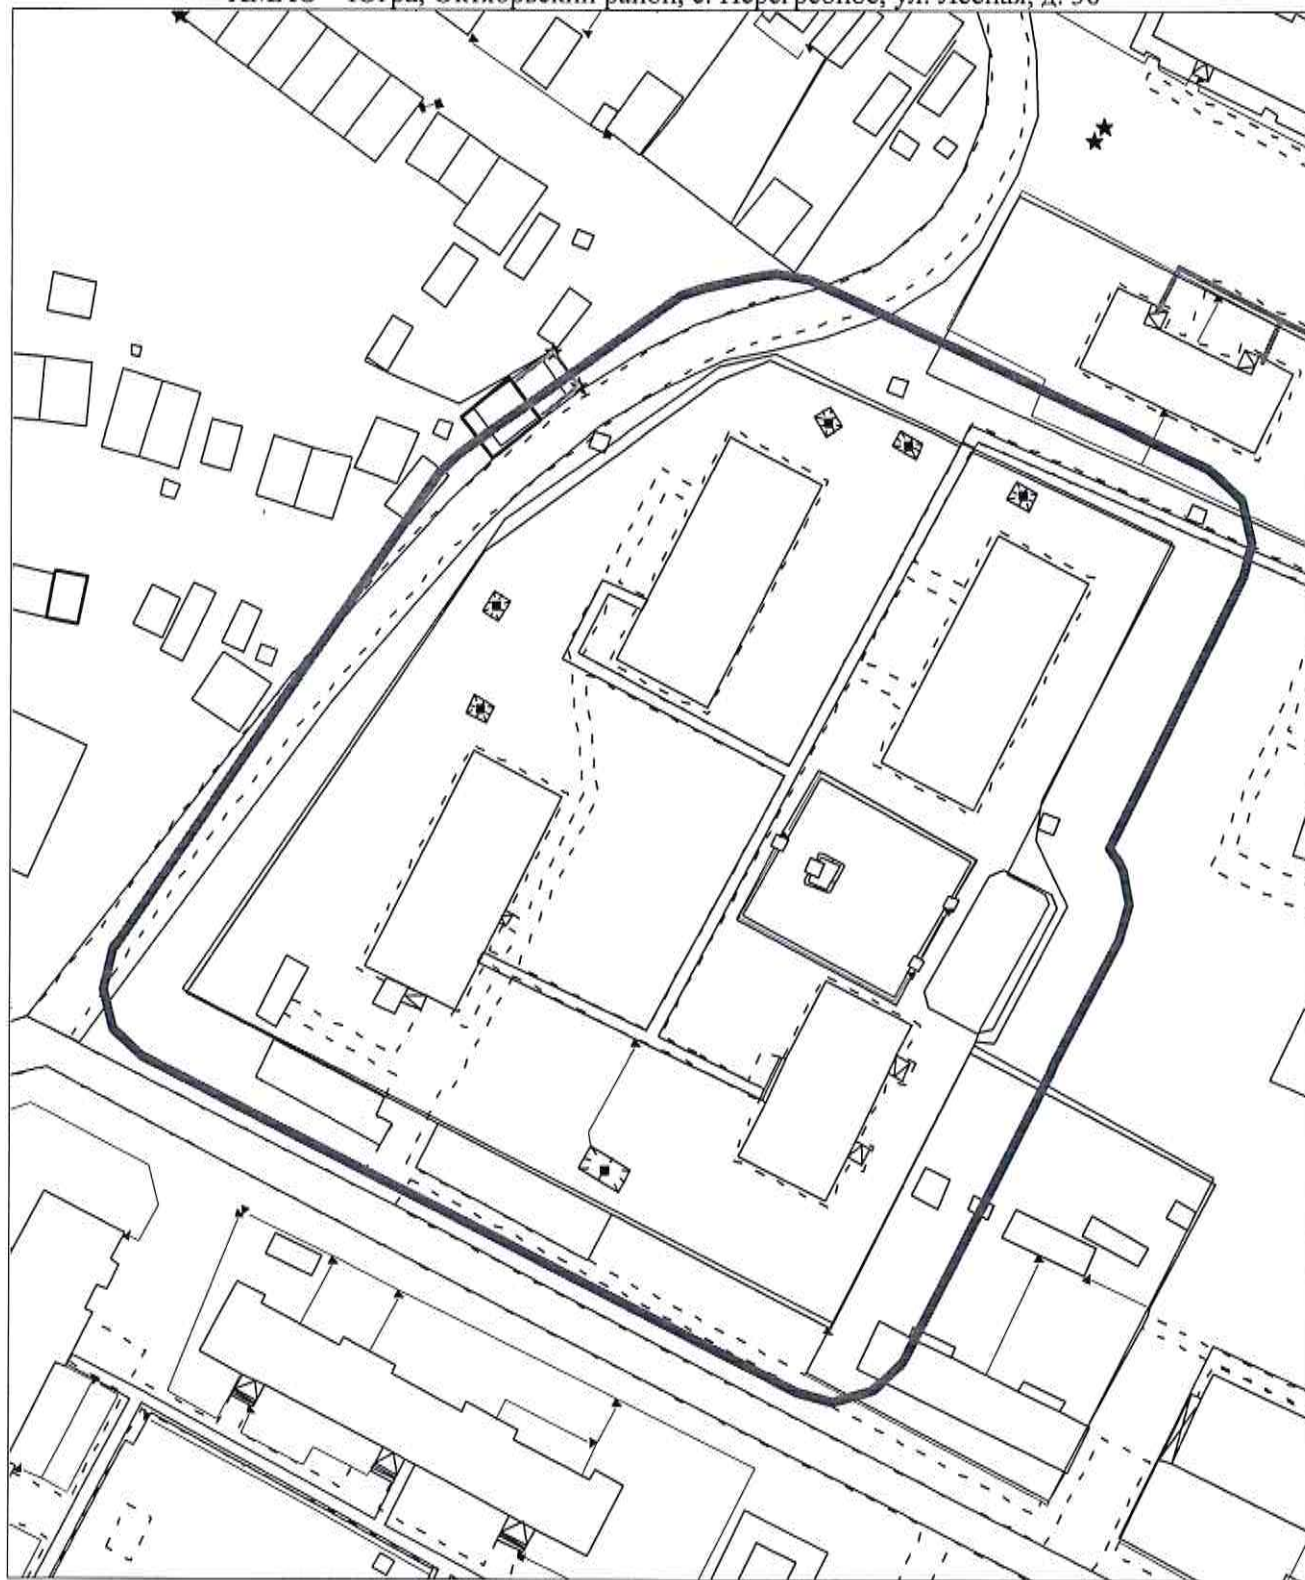 ХМАО – Югра, Октябрьский район, с. Перегребное, ул. Лесная, д.